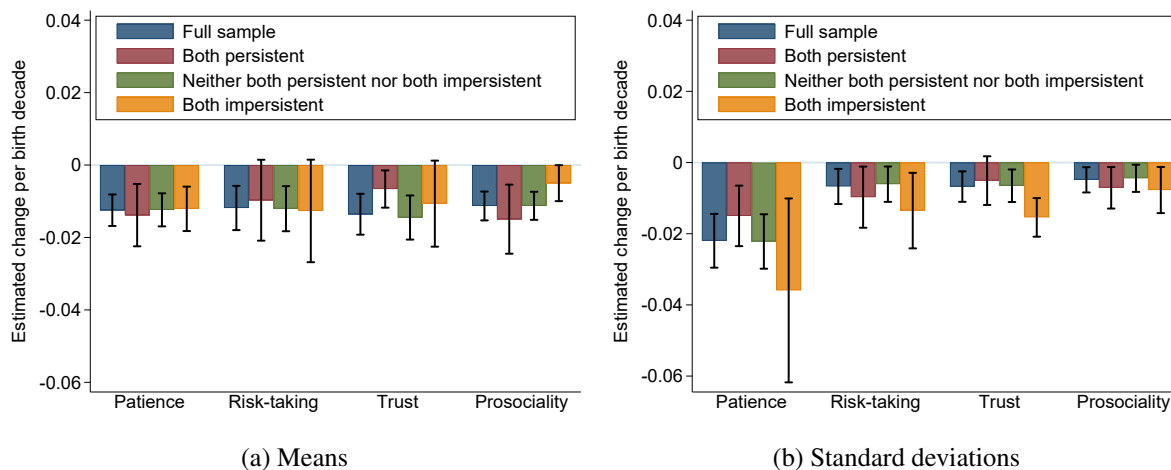 0.04
0.02
0
-0.02
-0.04
-0.06
Estimated change per birth decade
Full sample
Both persistent
Neither both persistent nor both impersistent
Both impersistent
Patience Risk-taking Trust Prosociality
(a) Means
0.04
0.02
0
-0.02
-0.04
-0.06
Estimated change per birth decade
Full sample
Both persistent
Neither both persistent nor both impersistent
Both impersistent
Patience Risk-taking Trust Prosociality
(b) Standard deviations